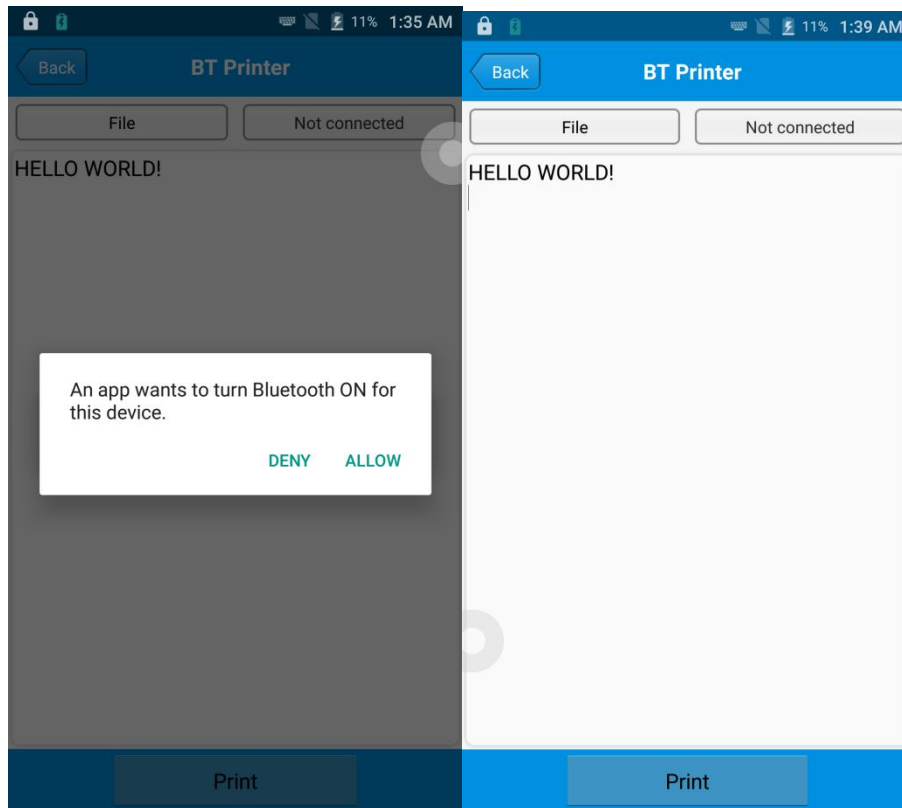 11% 1:35 AM
Back BT Printer
File Not connected
HELLO WORLD!
An app wants to turn Bluetooth ON for
this device.
DENY ALLOW
Print
11% 1:39 AM
Back BT Printer
File Not connected
HELLO WORLD!
Print